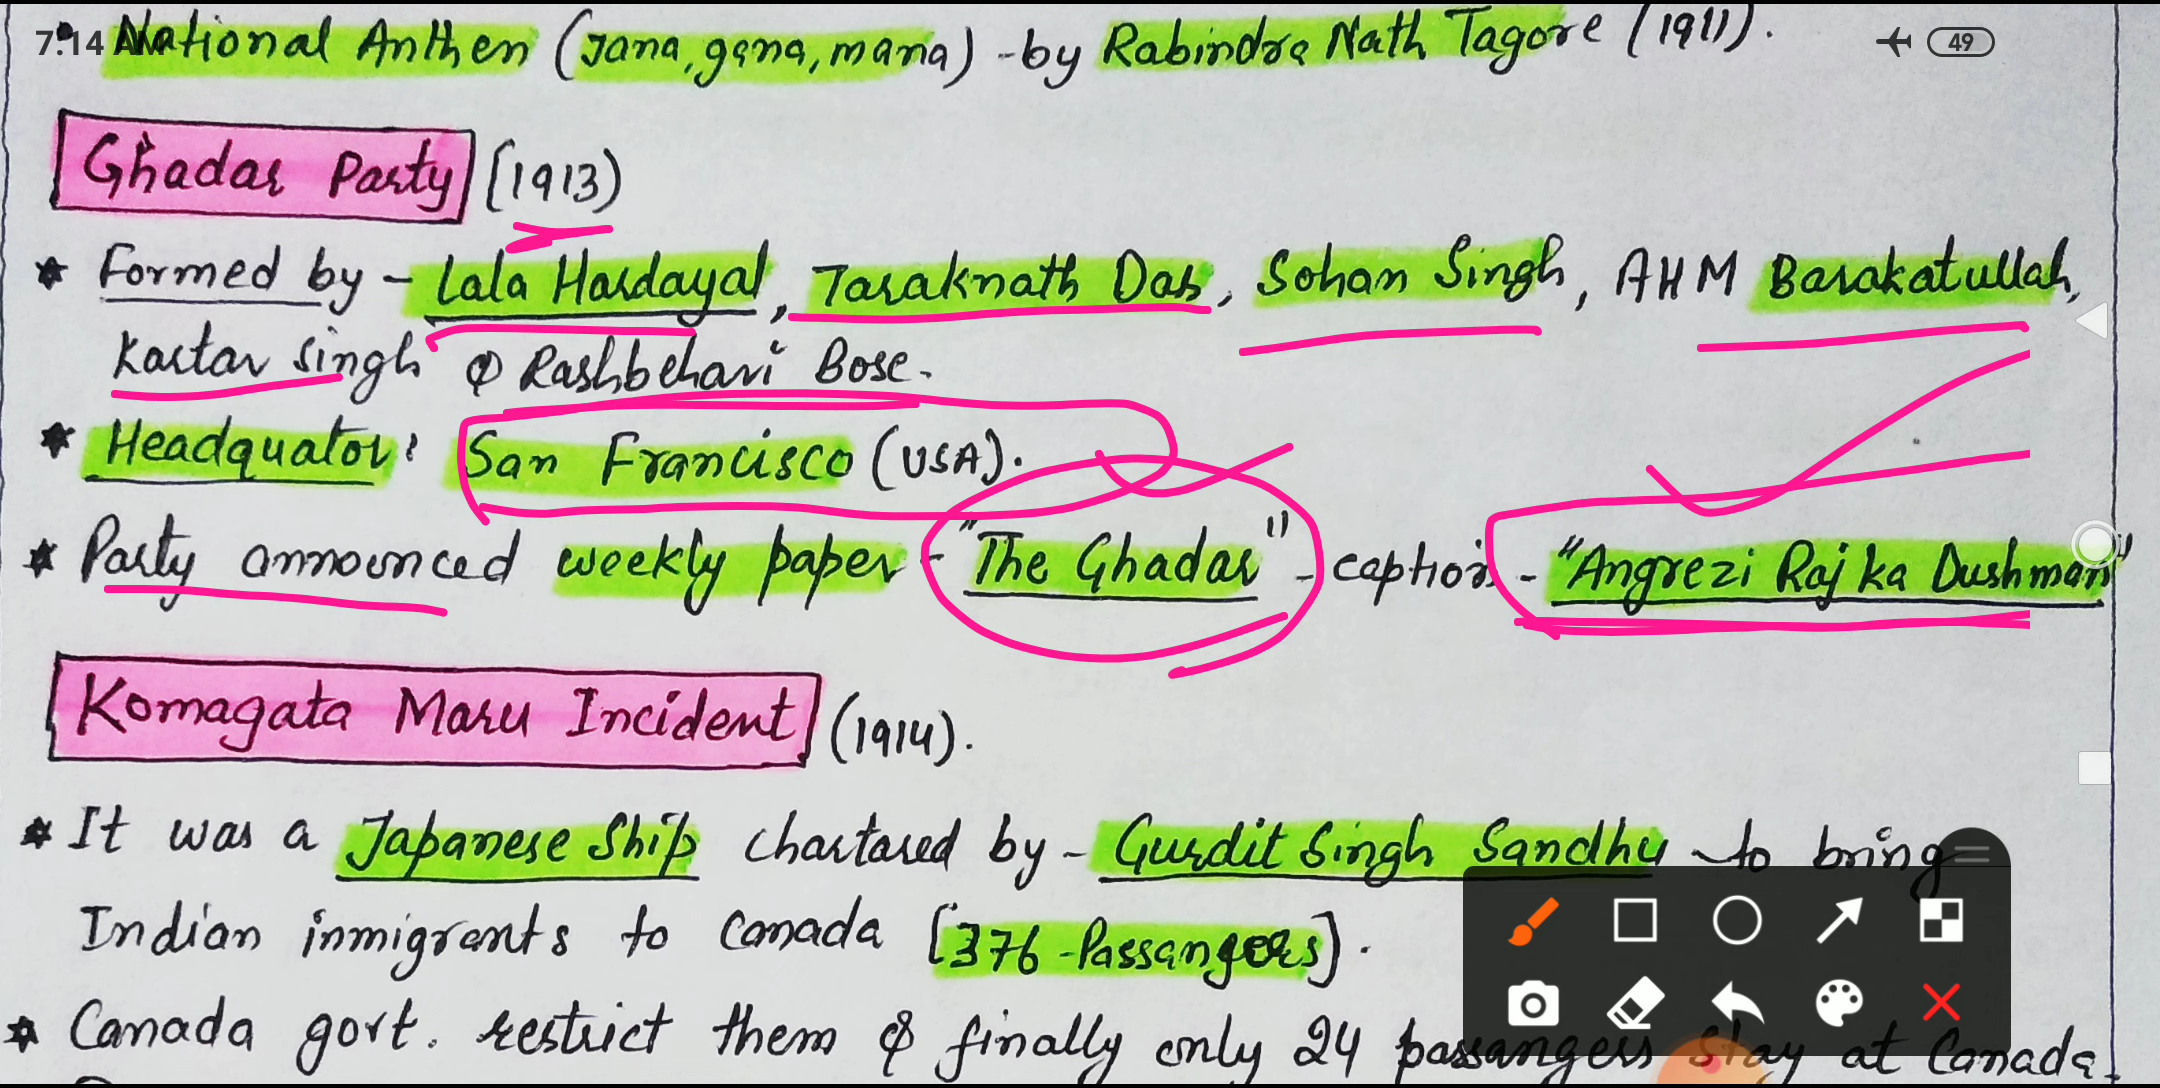 7:14 AM 49
• National Anthen (Jana, gana, mana) - by Rabindra Nath Tagore (1911).
Ghadar Party (1913)
* Formed by - Lala Hardayal, Taraknath Das, Sohan Singh, AHM Barakatullah,
Kartar Singh & Rashbehari Bose.
* Headquator: San Francisco (USA).
* Party announced weekly paper - "The Ghadar" - caption - "Angrezi Raj ka Dushman"
Komagata Maru Incident (1914).
* It was a Japanese Ship chartared by - Gurdit Singh Sandhu to bring
Indian inmigrants to Canada [376 - Passangers].
* Canada govt. restrict them & finally only 24 passangers stay at Canada.